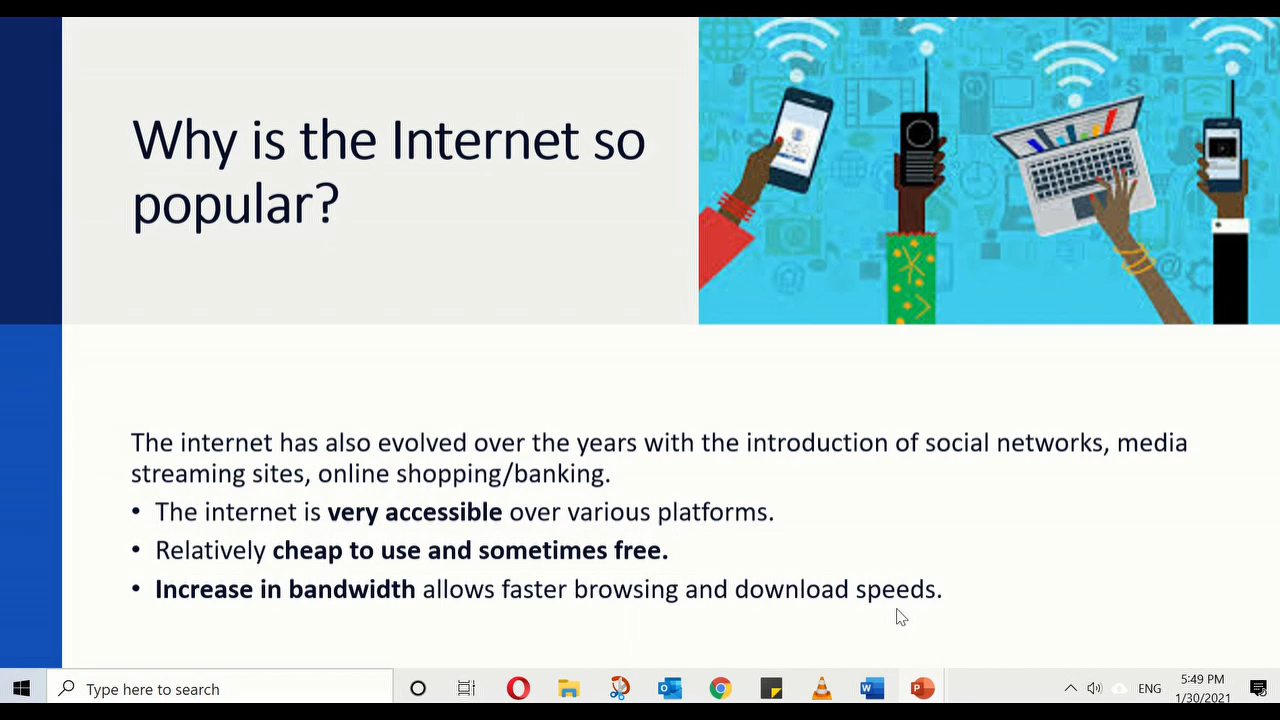 Why is the Internet so
popular?
The internet has also evolved over the years with the introduction of social networks, media
streaming sites, online shopping/banking.
• The internet is very accessible over various platforms.
• Relatively cheap to use and sometimes free.
• Increase in bandwidth allows faster browsing and download speeds.
Type here to search
ENG
5:49 PM
1/30/2021